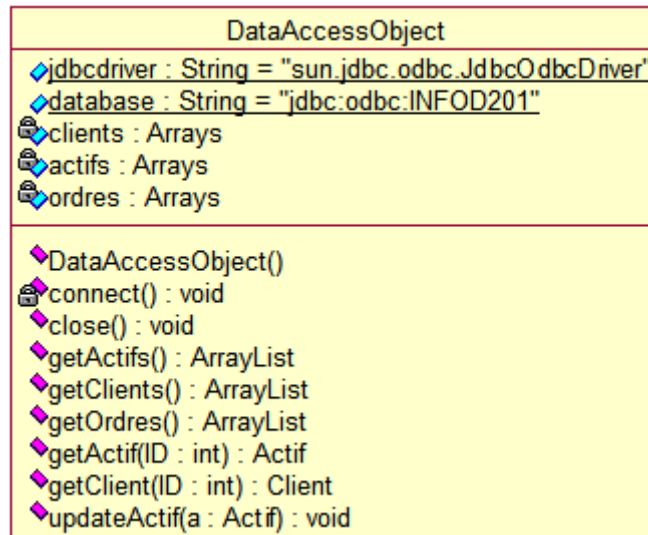 DataAccessObject
jdbcdriver : String = "sun.jdbc.odbc.JdbcOdbcDriver"
database : String = "jdbc:odbc:INFOD201"
clients : Arrays
actifs : Arrays
ordres : Arrays
DataAccessObject()
connect() : void
close() : void
getActifs() : ArrayList
getClients() : ArrayList
getOrdres() : ArrayList
getActif(ID : int) : Actif
getClient(ID : int) : Client
updateActif(a : Actif) : void